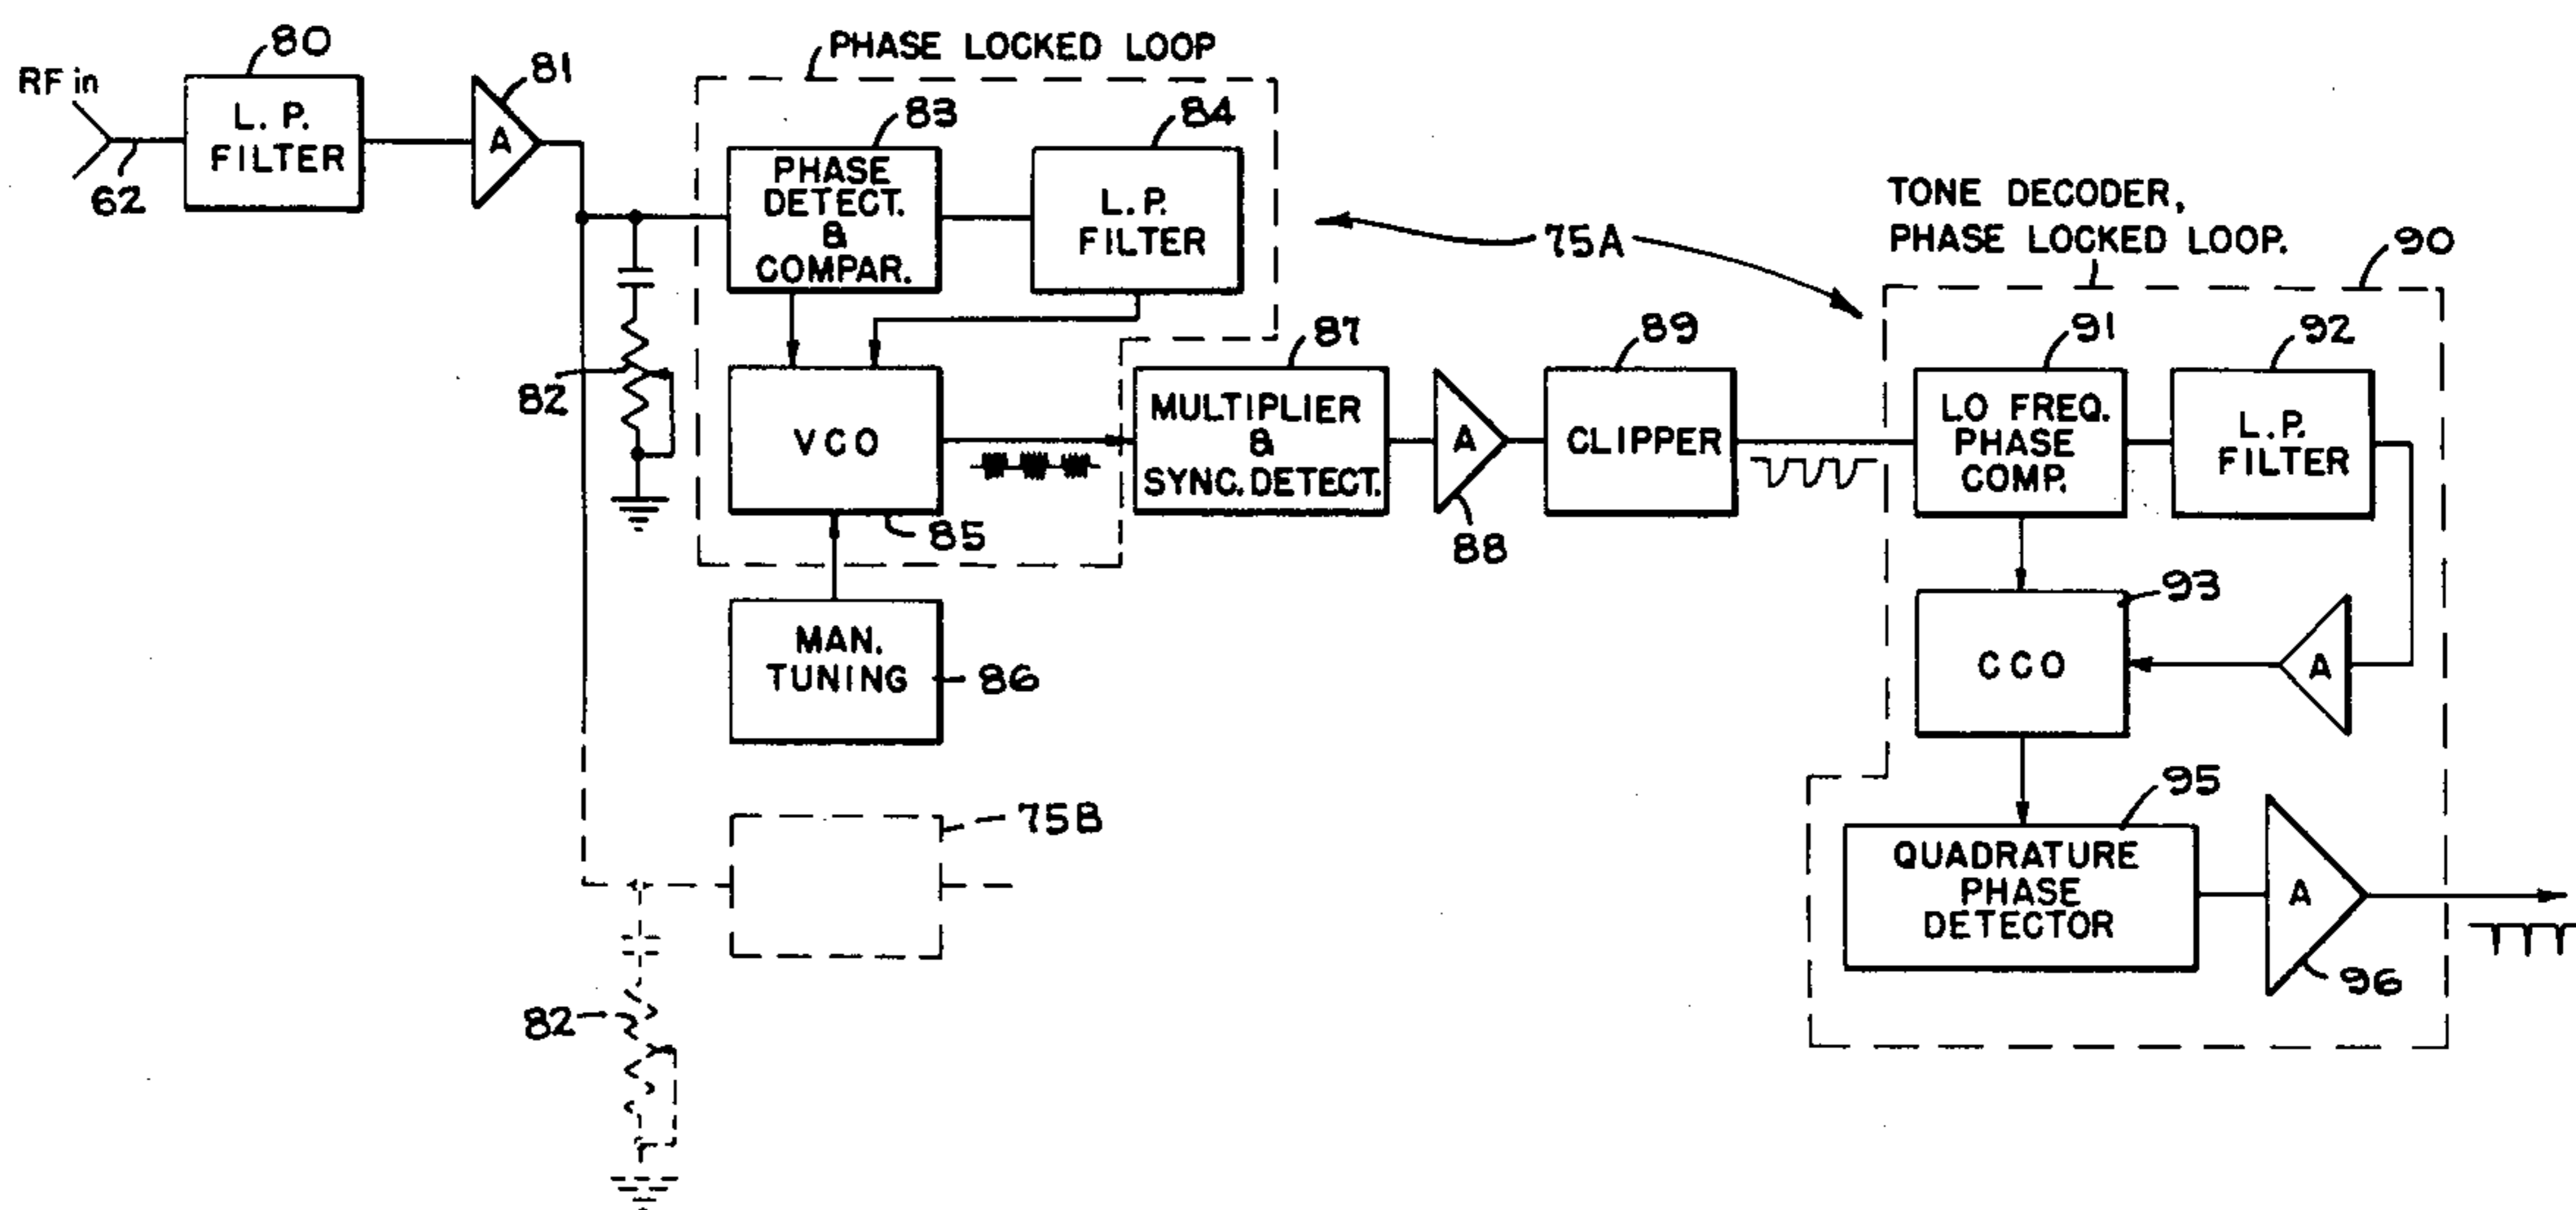 RF in
62
80
L. P.
FILTER
81
A
82
PHASE LOCKED LOOP
83
PHASE
DETECT.
&
COMPAR.
84
L.P.
FILTER
VCO
85
MAN.
TUNING
86
87
MULTIPLIER
&
SYNC. DETECT.
A
88
89
CLIPPER
75A
TONE DECODER,
PHASE LOCKED LOOP.
90
91
LO FREQ.
PHASE
COMP.
92
L.P.
FILTER
93
CCO
A
95
QUADRATURE
PHASE
DETECTOR
A
96
75B
82